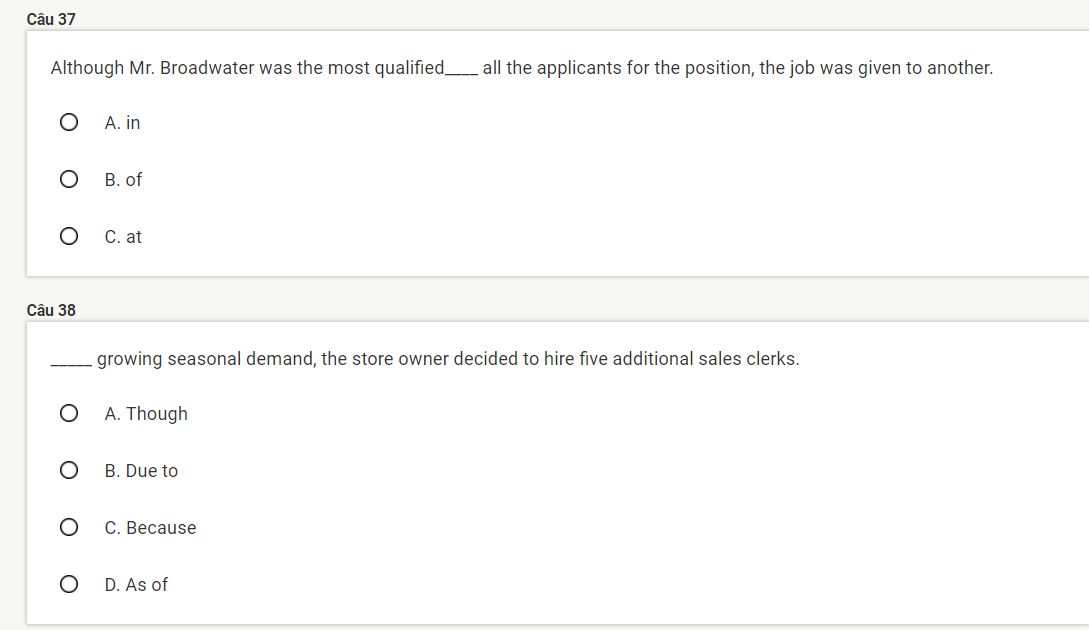 Câu 37
Although Mr. Broadwater was the most qualified____ all the applicants for the position, the job was given to another.
A. in
B. of
C. at
Câu 38
_____ growing seasonal demand, the store owner decided to hire five additional sales clerks.
A. Though
B. Due to
C. Because
D. As of